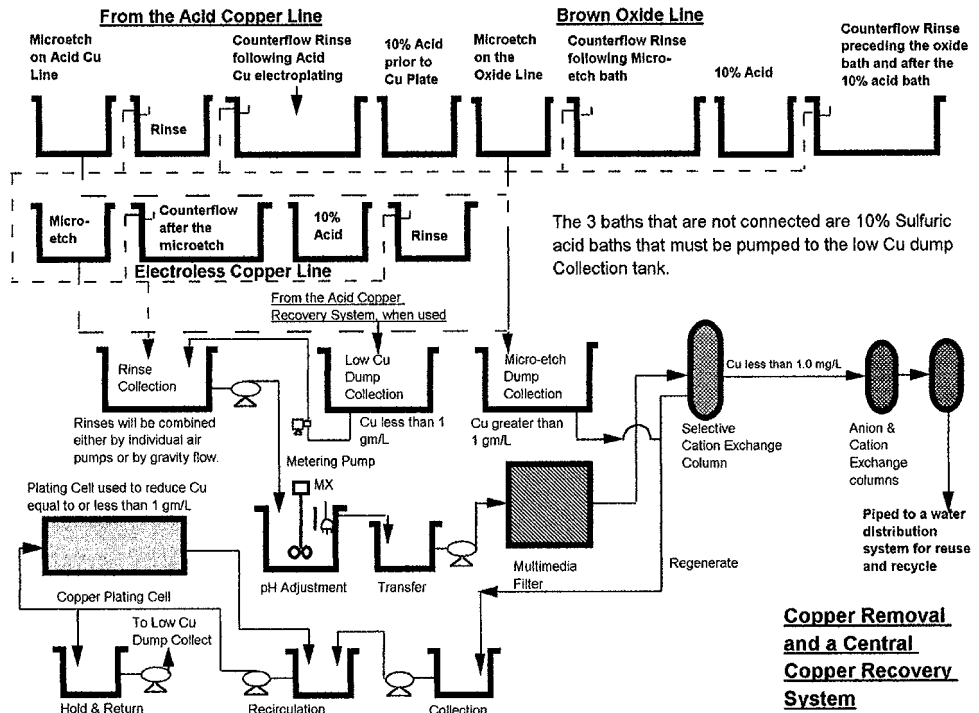 From the Acid Copper Line
Brown Oxide Line
Microetch
on Acid Cu
Line
Counterflow Rinse
following Acid
Cu electroplating
10% Acid
prior to
Cu Plate
Microetch
on the
Oxide Line
Counterflow Rinse
following Micro-
etch bath
10% Acid
Counterflow Rinse
preceding the oxide
bath and after the
10% acid bath
Rinse
Micro-
etch
Counterflow
after the
microetch
10%
Acid
Rinse
Electroless Copper Line
The 3 baths that are not connected are 10% Sulfuric
acid baths that must be pumped to the low Cu dump
Collection tank.
From the Acid Copper
Recovery System, when used
Rinse
Collection
Low Cu
Dump
Collection
Micro-etch
Dump
Collection
Cu less than 1.0 mg/L
Rinses will be combined
either by individual air
pumps or by gravity flow.
Cu less than 1
gm/L
Cu greater than
1 gm/L
Selective
Cation Exchange
Column
Anion &
Cation
Exchange
columns
Metering Pump
Plating Cell used to reduce Cu
equal to or less than 1 gm/L
MX
Piped to a water
distribution
system for reuse
and recycle
pH Adjustment
Transfer
Multimedia
Filter
Regenerate
Copper Plating Cell
To Low Cu
Dump Collect
Hold & Return
Recirculation
Collection
Copper Removal
and a Central
Copper Recovery
System